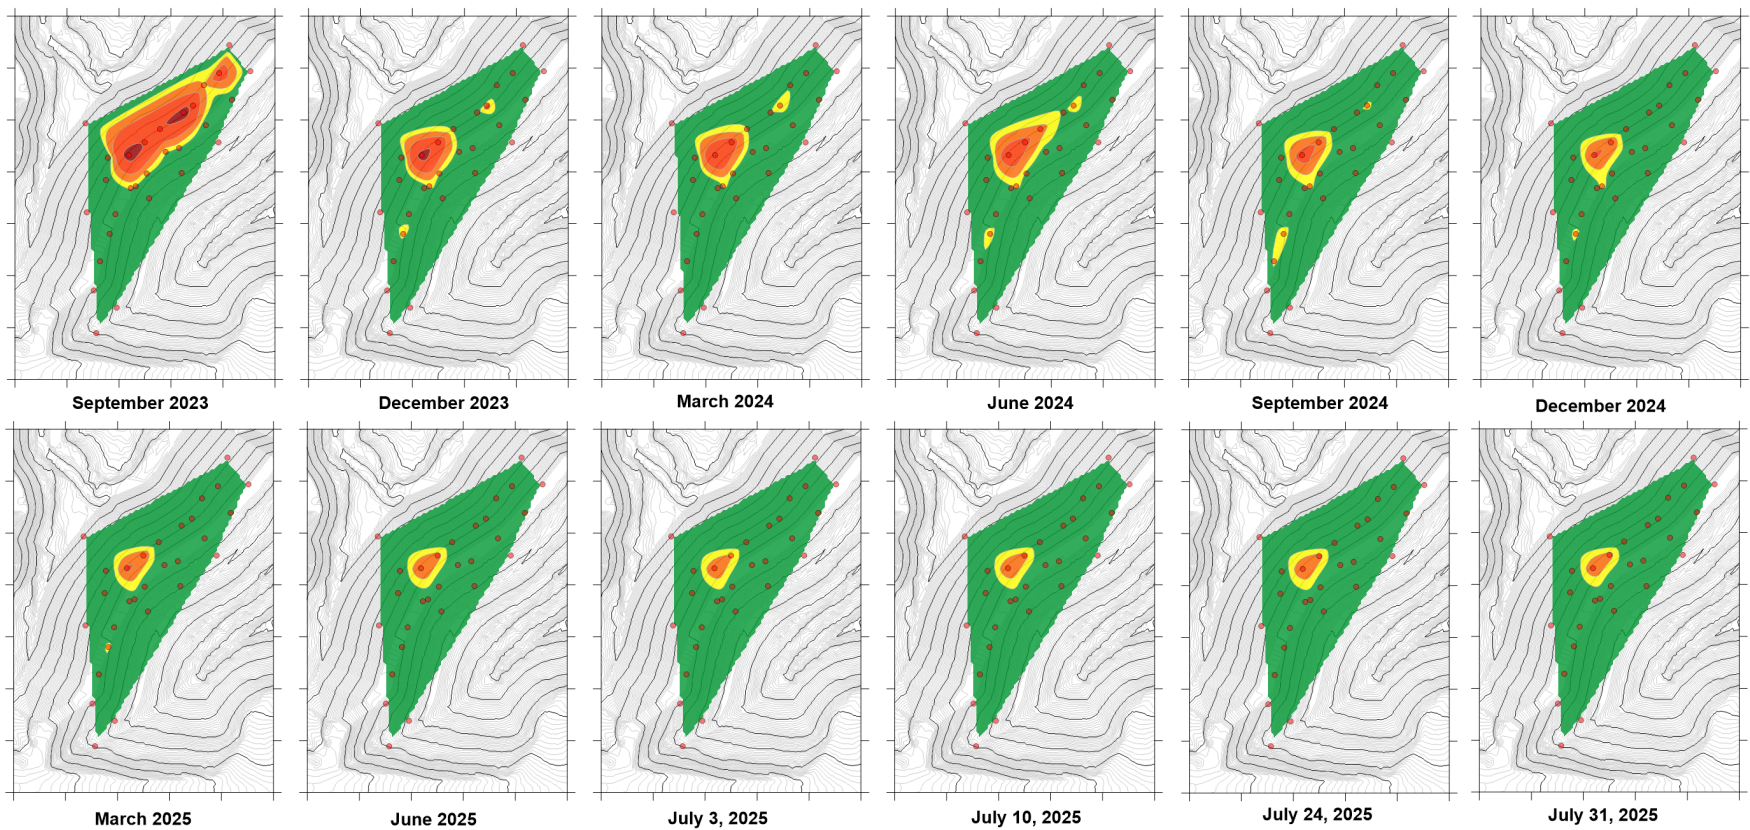 September 2023
December 2023
March 2024
June 2024
September 2024
December 2024
March 2025
June 2025
July 3, 2025
July 10, 2025
July 24, 2025
July 31, 2025